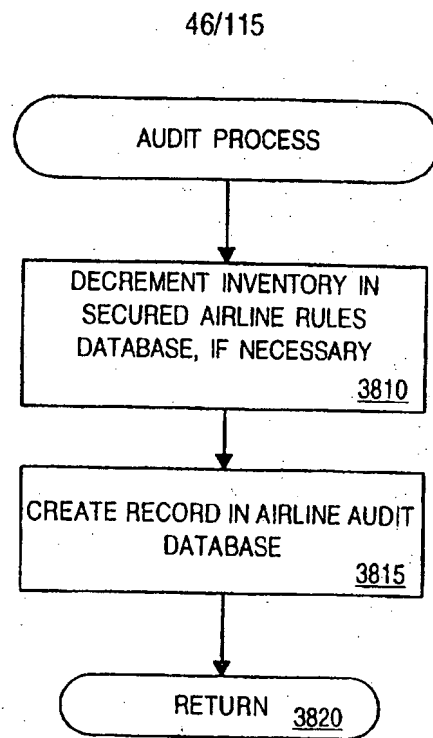 46/115
AUDIT PROCESS
DECREMENT INVENTORY IN
SECURED AIRLINE RULES
DATABASE, IF NECESSARY
3810
CREATE RECORD IN AIRLINE AUDIT
DATABASE
3815
RETURN 3820